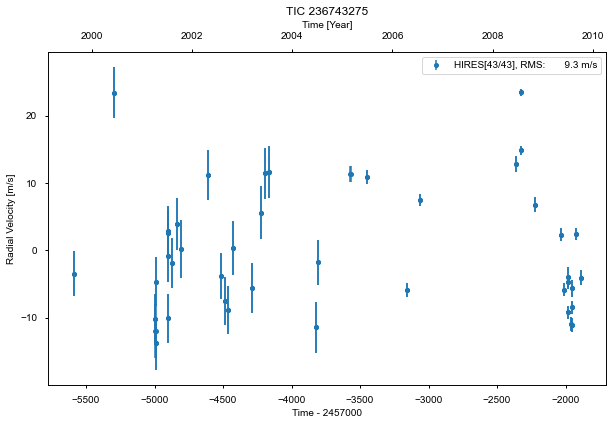 TIC 236743275
Time [Year]
2000 2002 2004 2006 2008 2010
HIRES[43/43], RMS: 9.3 m/s
Radial Velocity [m/s]
20
10
0
−10
−5500 −5000 −4500 −4000 −3500 −3000 −2500 −2000
Time - 2457000